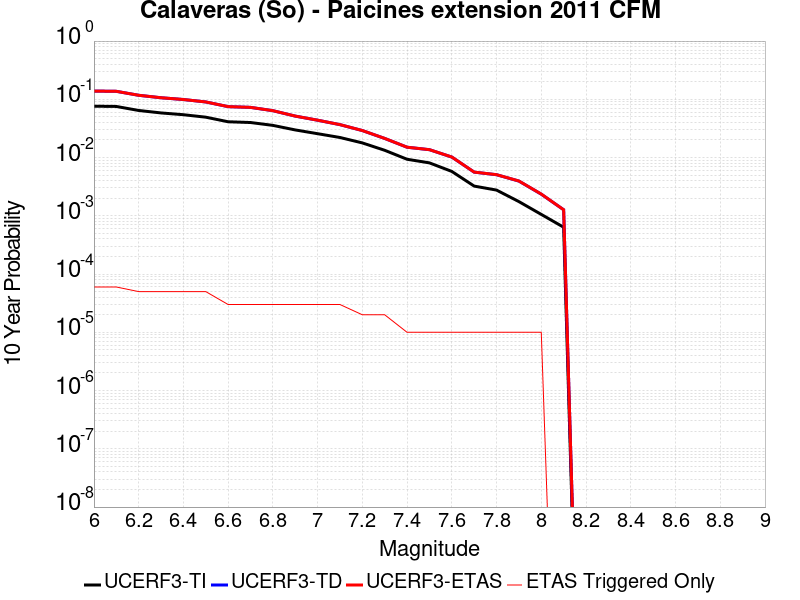 Calaveras (So) - Paicines extension 2011 CFM
10^0
10^-1
10^-2
10^-3
10^-4
10^-5
10^-6
10^-7
10^-8
10 Year Probability
6 6.2 6.4 6.6 6.8 7 7.2 7.4 7.6 7.8 8 8.2 8.4 8.6 8.8 9
Magnitude
UCERF3-TI UCERF3-TD UCERF3-ETAS ETAS Triggered Only